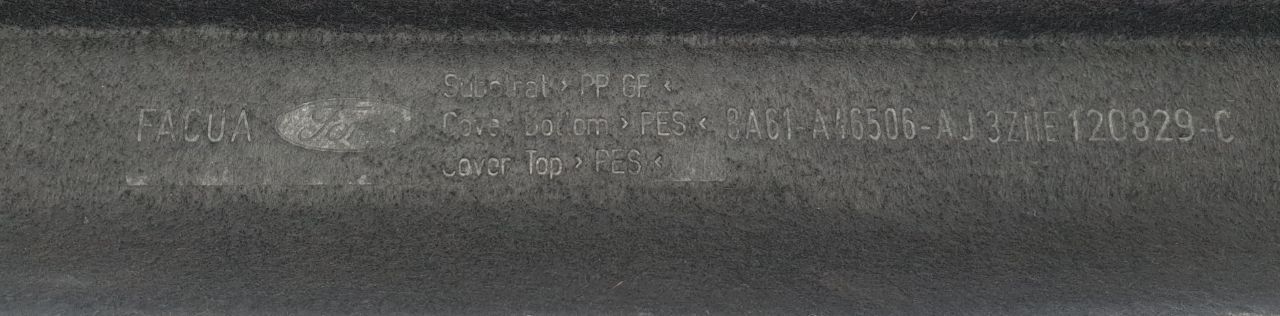 Substrat > PP GF <
FACUA Ford Cover Bottom > PES < 8A61-A46506-AJ 3ZHE 120829-C
Cover Top > PES <